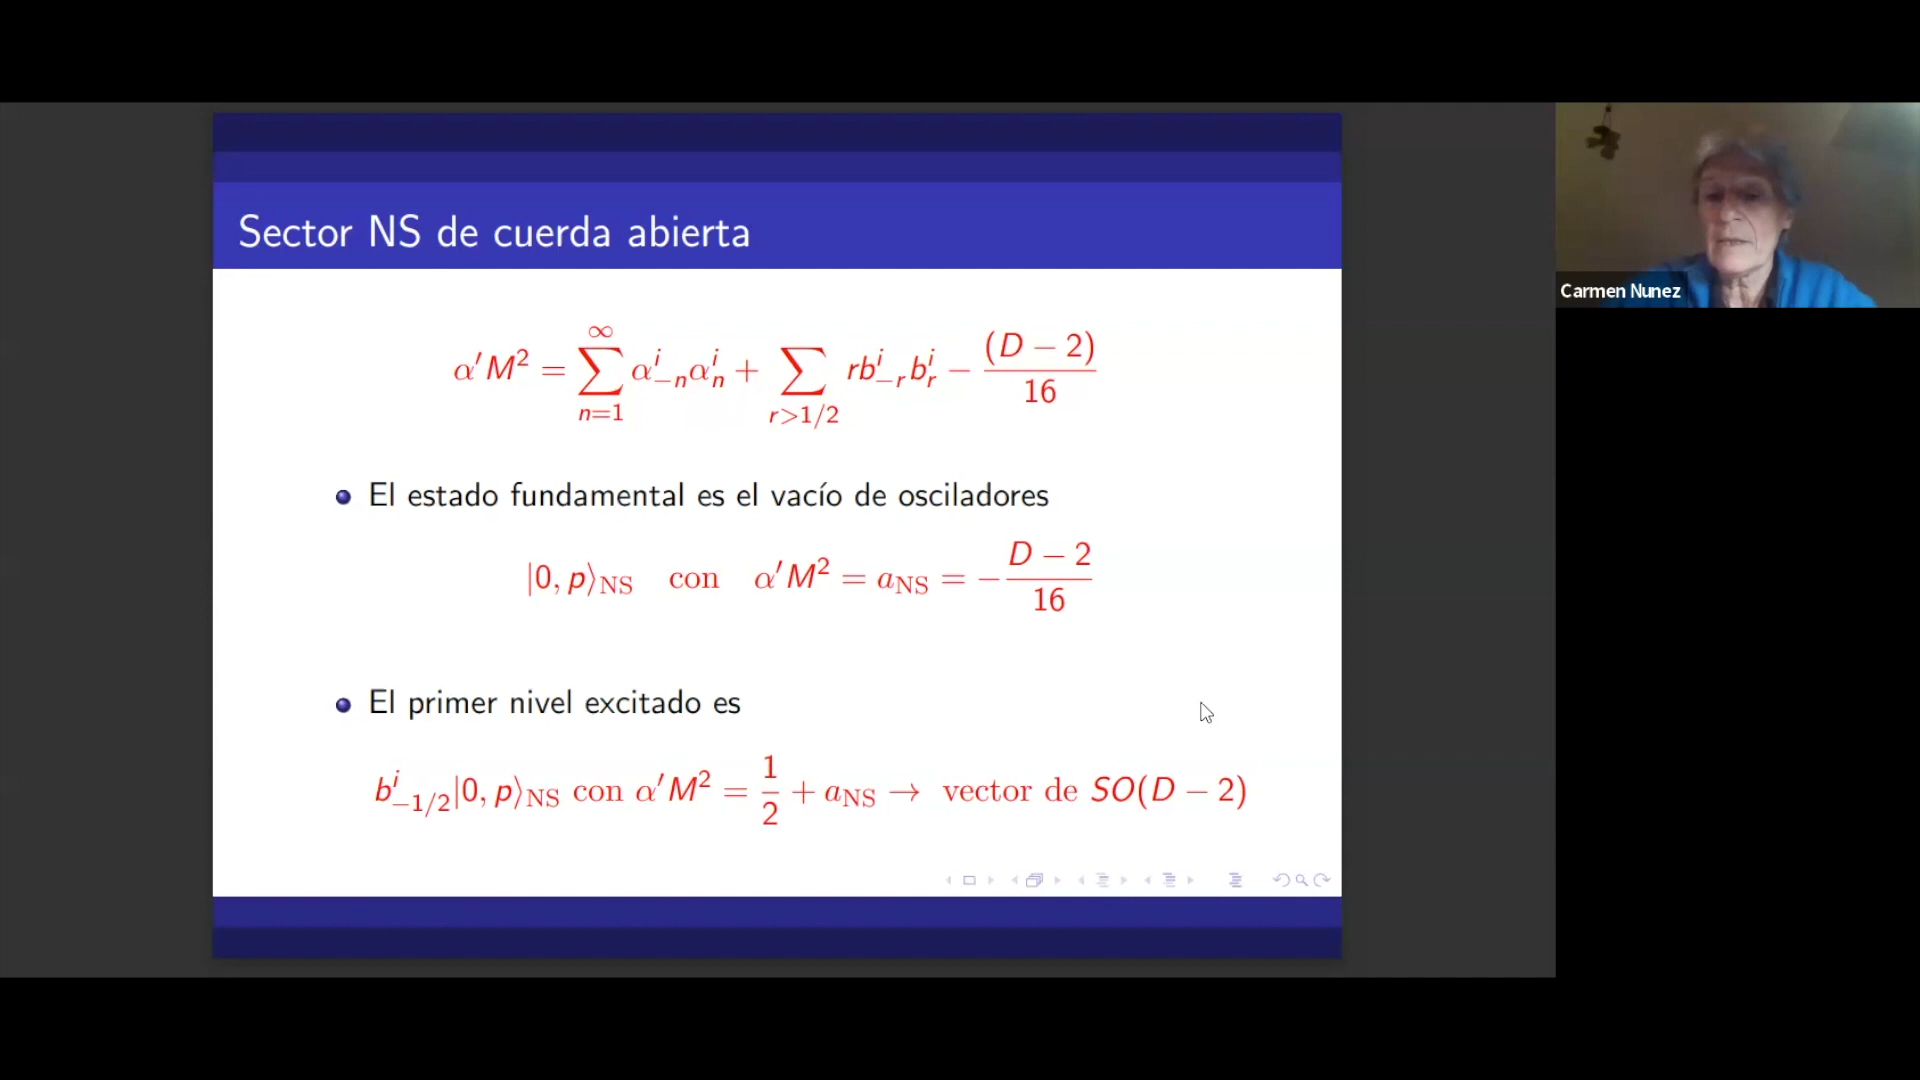 Sector NS de cuerda abierta
α′M² = ∑_{n=1}^{∞} α^i_{−n}α^i_n + ∑_{r>1/2} rb^i_{−r}b^i_r − (D − 2)/16
El estado fundamental es el vacío de osciladores
|0, p⟩_NS con α′M² = a_NS = −(D − 2)/16
El primer nivel excitado es
b^i_{−1/2}|0, p⟩_NS con α′M² = 1/2 + a_NS → vector de SO(D − 2)
Carmen Nunez